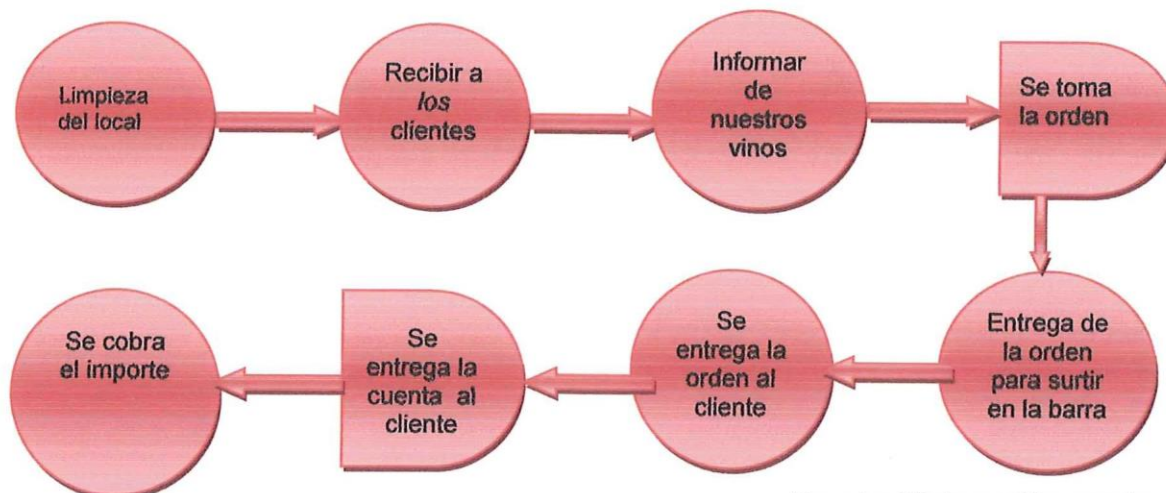 Limpieza
del local
Recibir a
los
clientes
Informar
de
nuestros
vinos
Se toma
la orden
Entrega de
la orden
para surtir
en la barra
Se
entrega la
orden al
cliente
Se
entrega la
cuenta al
cliente
Se cobra
el importe